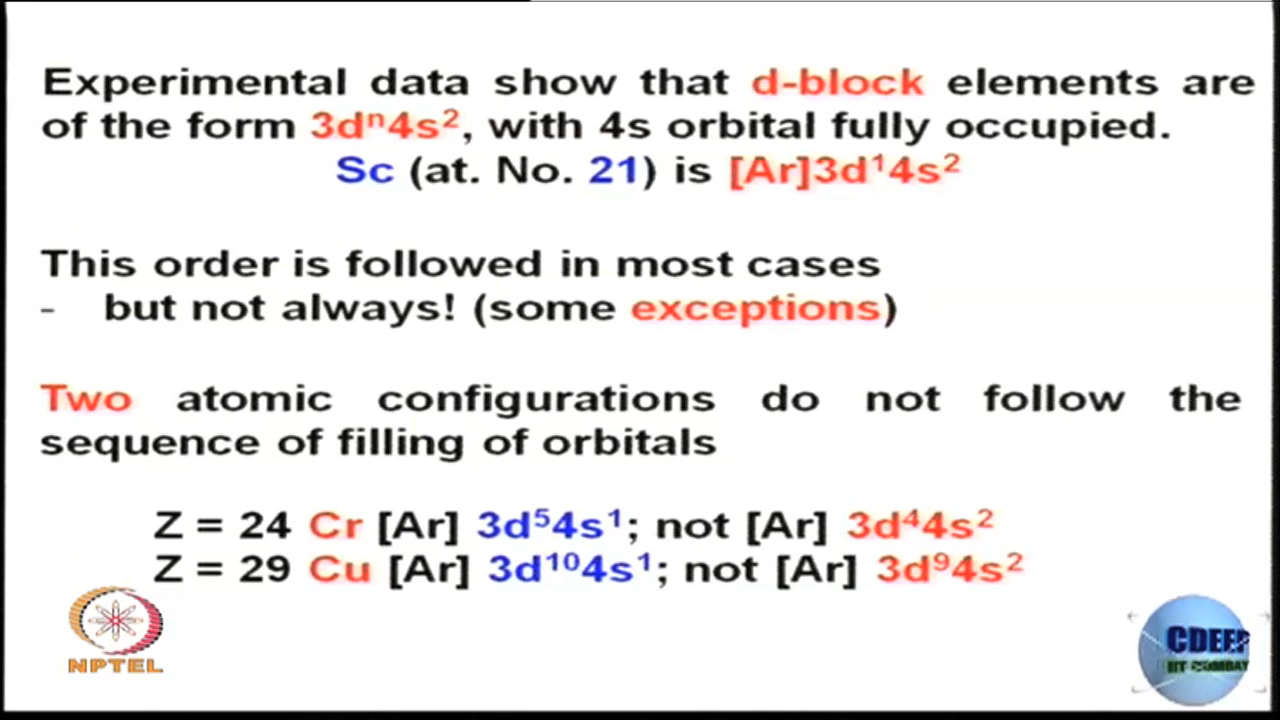 Experimental data show that d-block elements are
of the form 3dⁿ4s², with 4s orbital fully occupied.
Sc (at. No. 21) is [Ar]3d¹4s²
This order is followed in most cases
- but not always! (some exceptions)
Two atomic configurations do not follow the
sequence of filling of orbitals
Z = 24 Cr [Ar] 3d⁵4s¹; not [Ar] 3d⁴4s²
Z = 29 Cu [Ar] 3d¹⁰4s¹; not [Ar] 3d⁹4s²
NPTEL
CDEEP
IIT BOMBAY